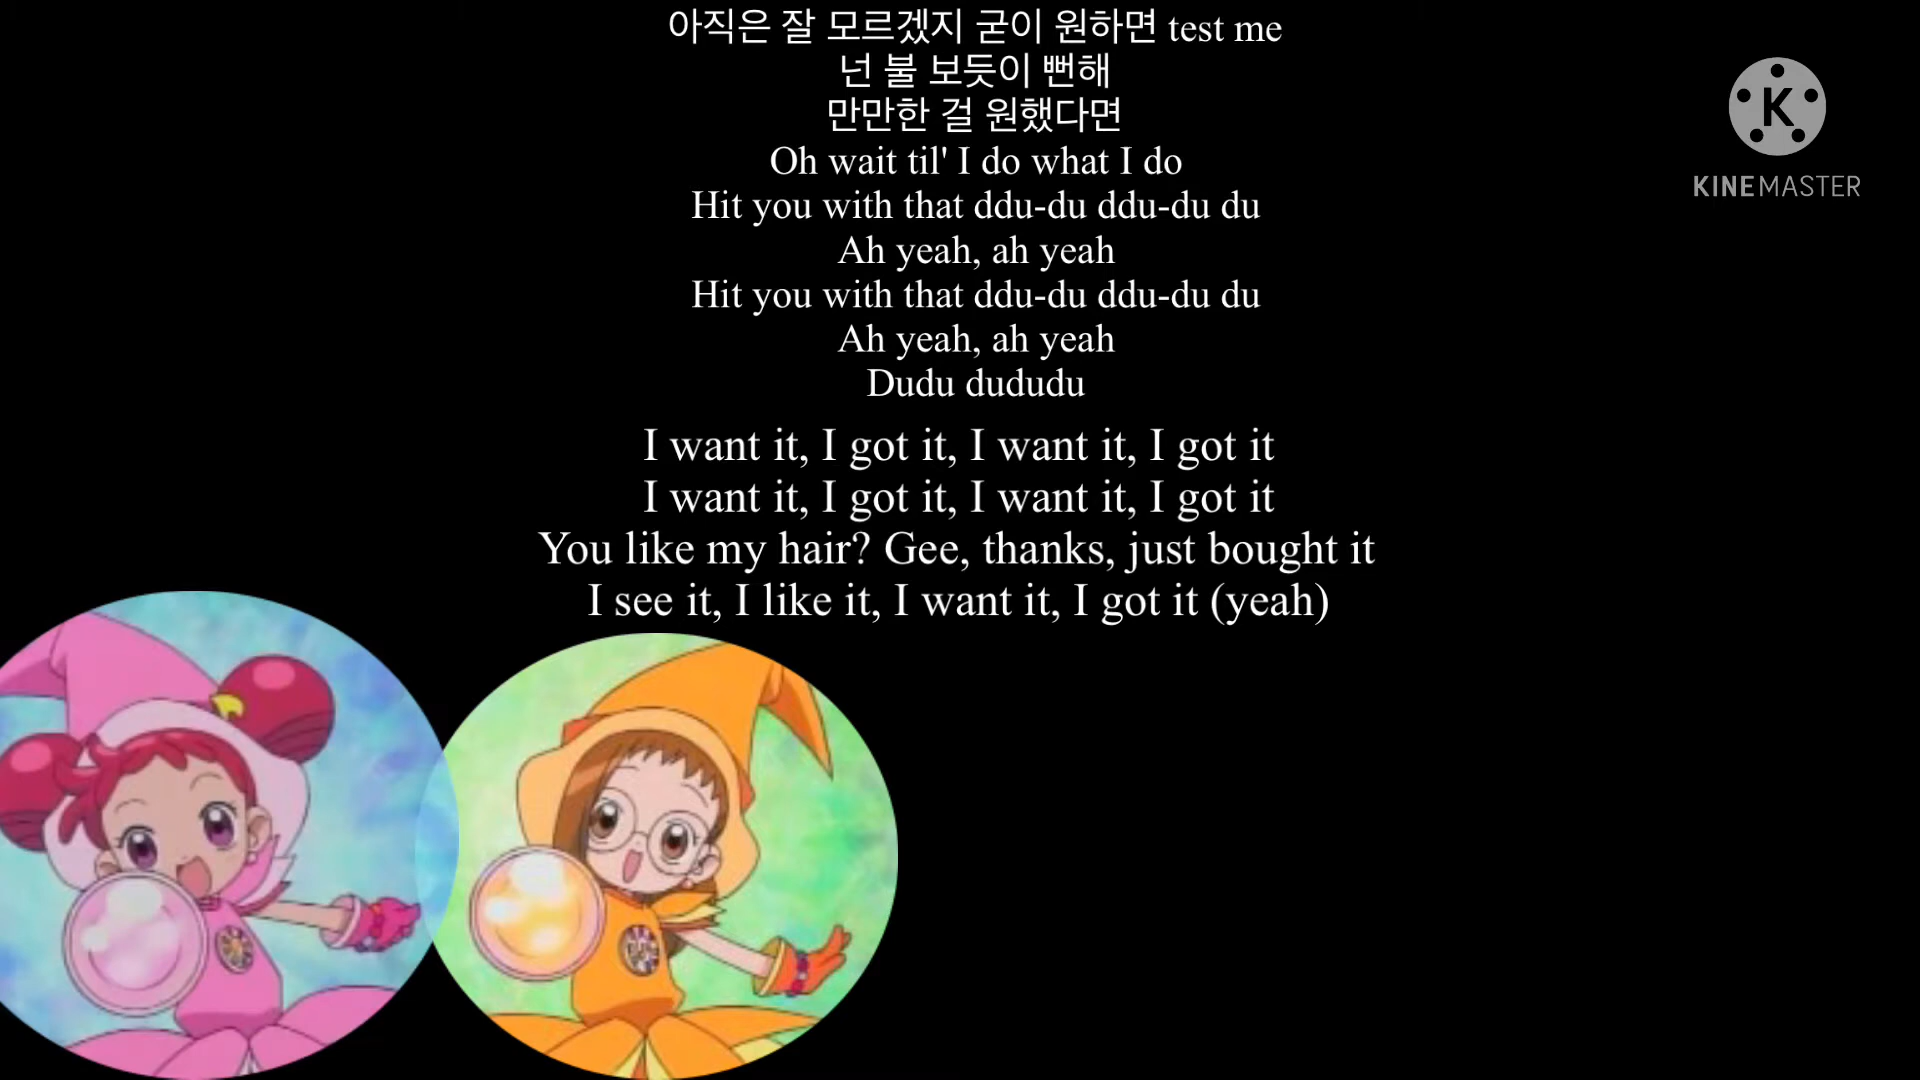 아직은 잘 모르겠지 굳이 원하면 test me
넌 불 보듯이 뻔해
만만한 걸 원했다면
Oh wait til' I do what I do
Hit you with that ddu-du ddu-du du
Ah yeah, ah yeah
Hit you with that ddu-du ddu-du du
Ah yeah, ah yeah
Dudu dududu
I want it, I got it, I want it, I got it
I want it, I got it, I want it, I got it
You like my hair? Gee, thanks, just bought it
I see it, I like it, I want it, I got it (yeah)
K
KINEMASTER